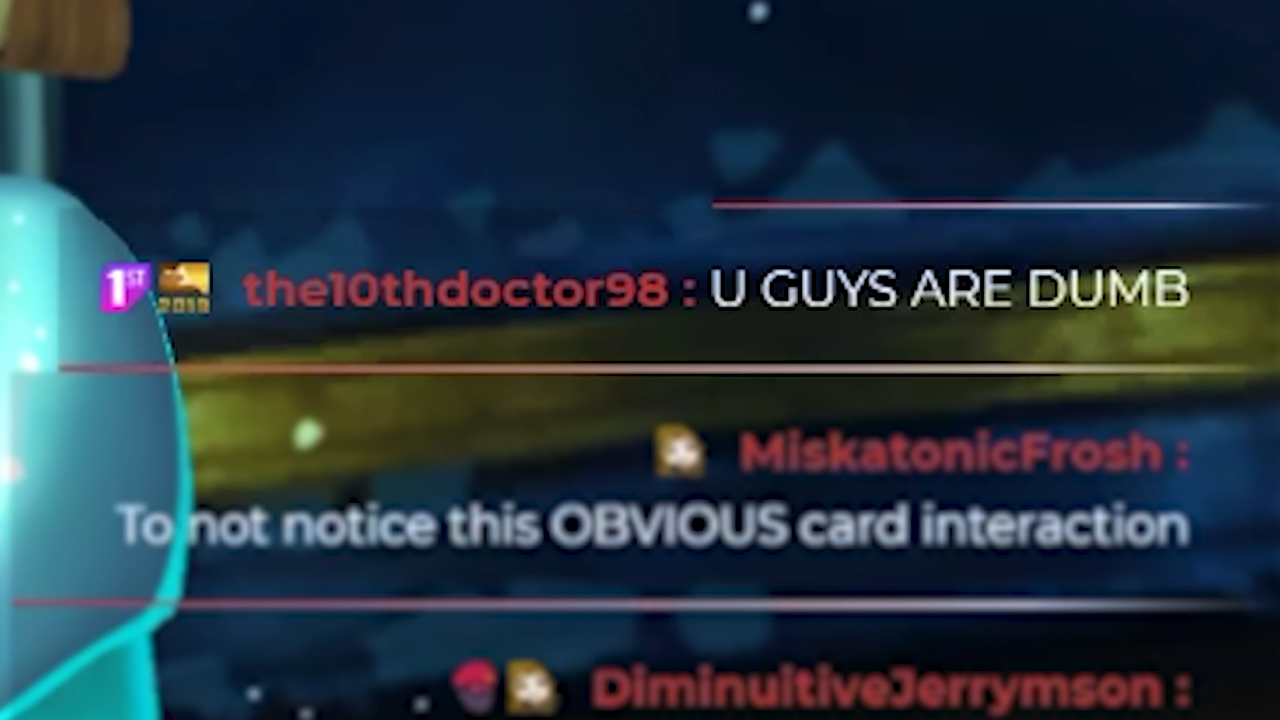 1ST 2019 the10thdoctor98 : U GUYS ARE DUMB
MiskatonicFrosh :
To not notice this OBVIOUS card interaction
DiminuitiveJerrymson :